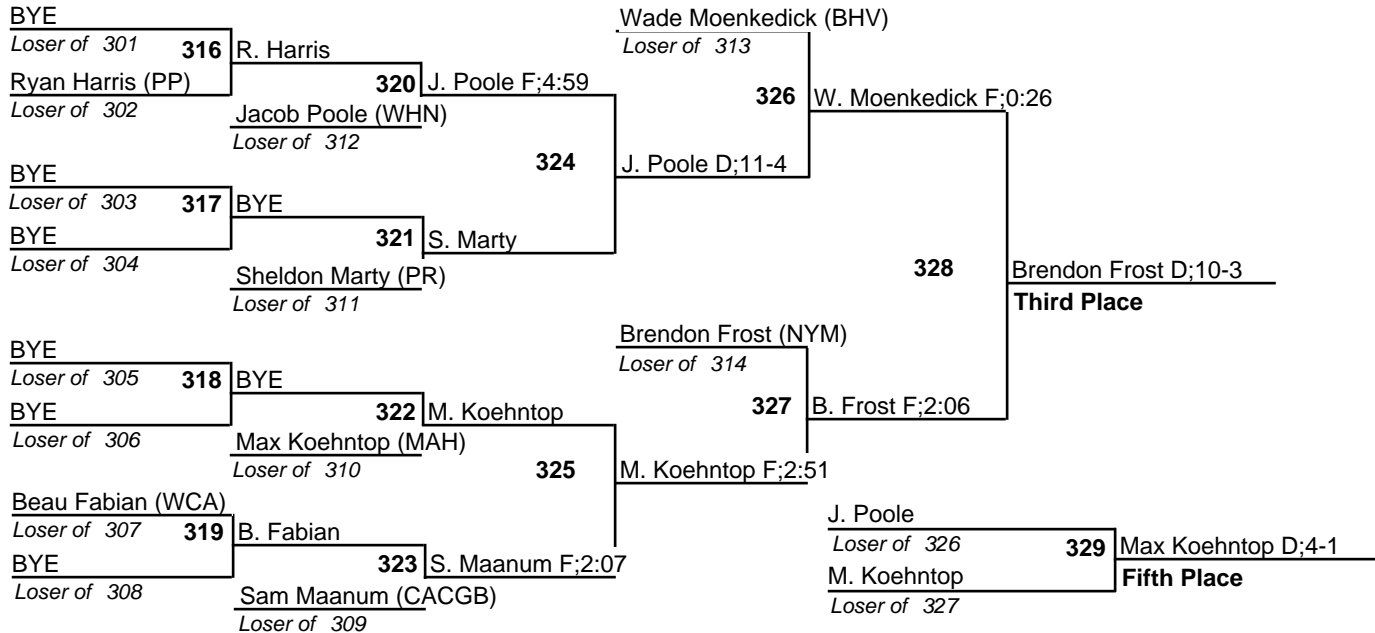 BYE
Loser of 301
316
R. Harris
Ryan Harris (PP)
Loser of 302
320
J. Poole F;4:59
Jacob Poole (WHN)
Loser of 312
BYE
Loser of 303
317
BYE
BYE
Loser of 304
321
S. Marty
Sheldon Marty (PR)
Loser of 311
324
J. Poole D;11-4
Wade Moenkedick (BHV)
Loser of 313
326
W. Moenkedick F;0:26
BYE
Loser of 305
318
BYE
BYE
Loser of 306
322
M. Koehntop
Max Koehntop (MAH)
Loser of 310
Beau Fabian (WCA)
Loser of 307
319
B. Fabian
BYE
Loser of 308
323
S. Maanum F;2:07
Sam Maanum (CACGB)
Loser of 309
325
M. Koehntop F;2:51
Brendon Frost (NYM)
Loser of 314
327
B. Frost F;2:06
328
Brendon Frost D;10-3
Third Place
J. Poole
Loser of 326
329
Max Koehntop D;4-1
M. Koehntop
Fifth Place
Loser of 327